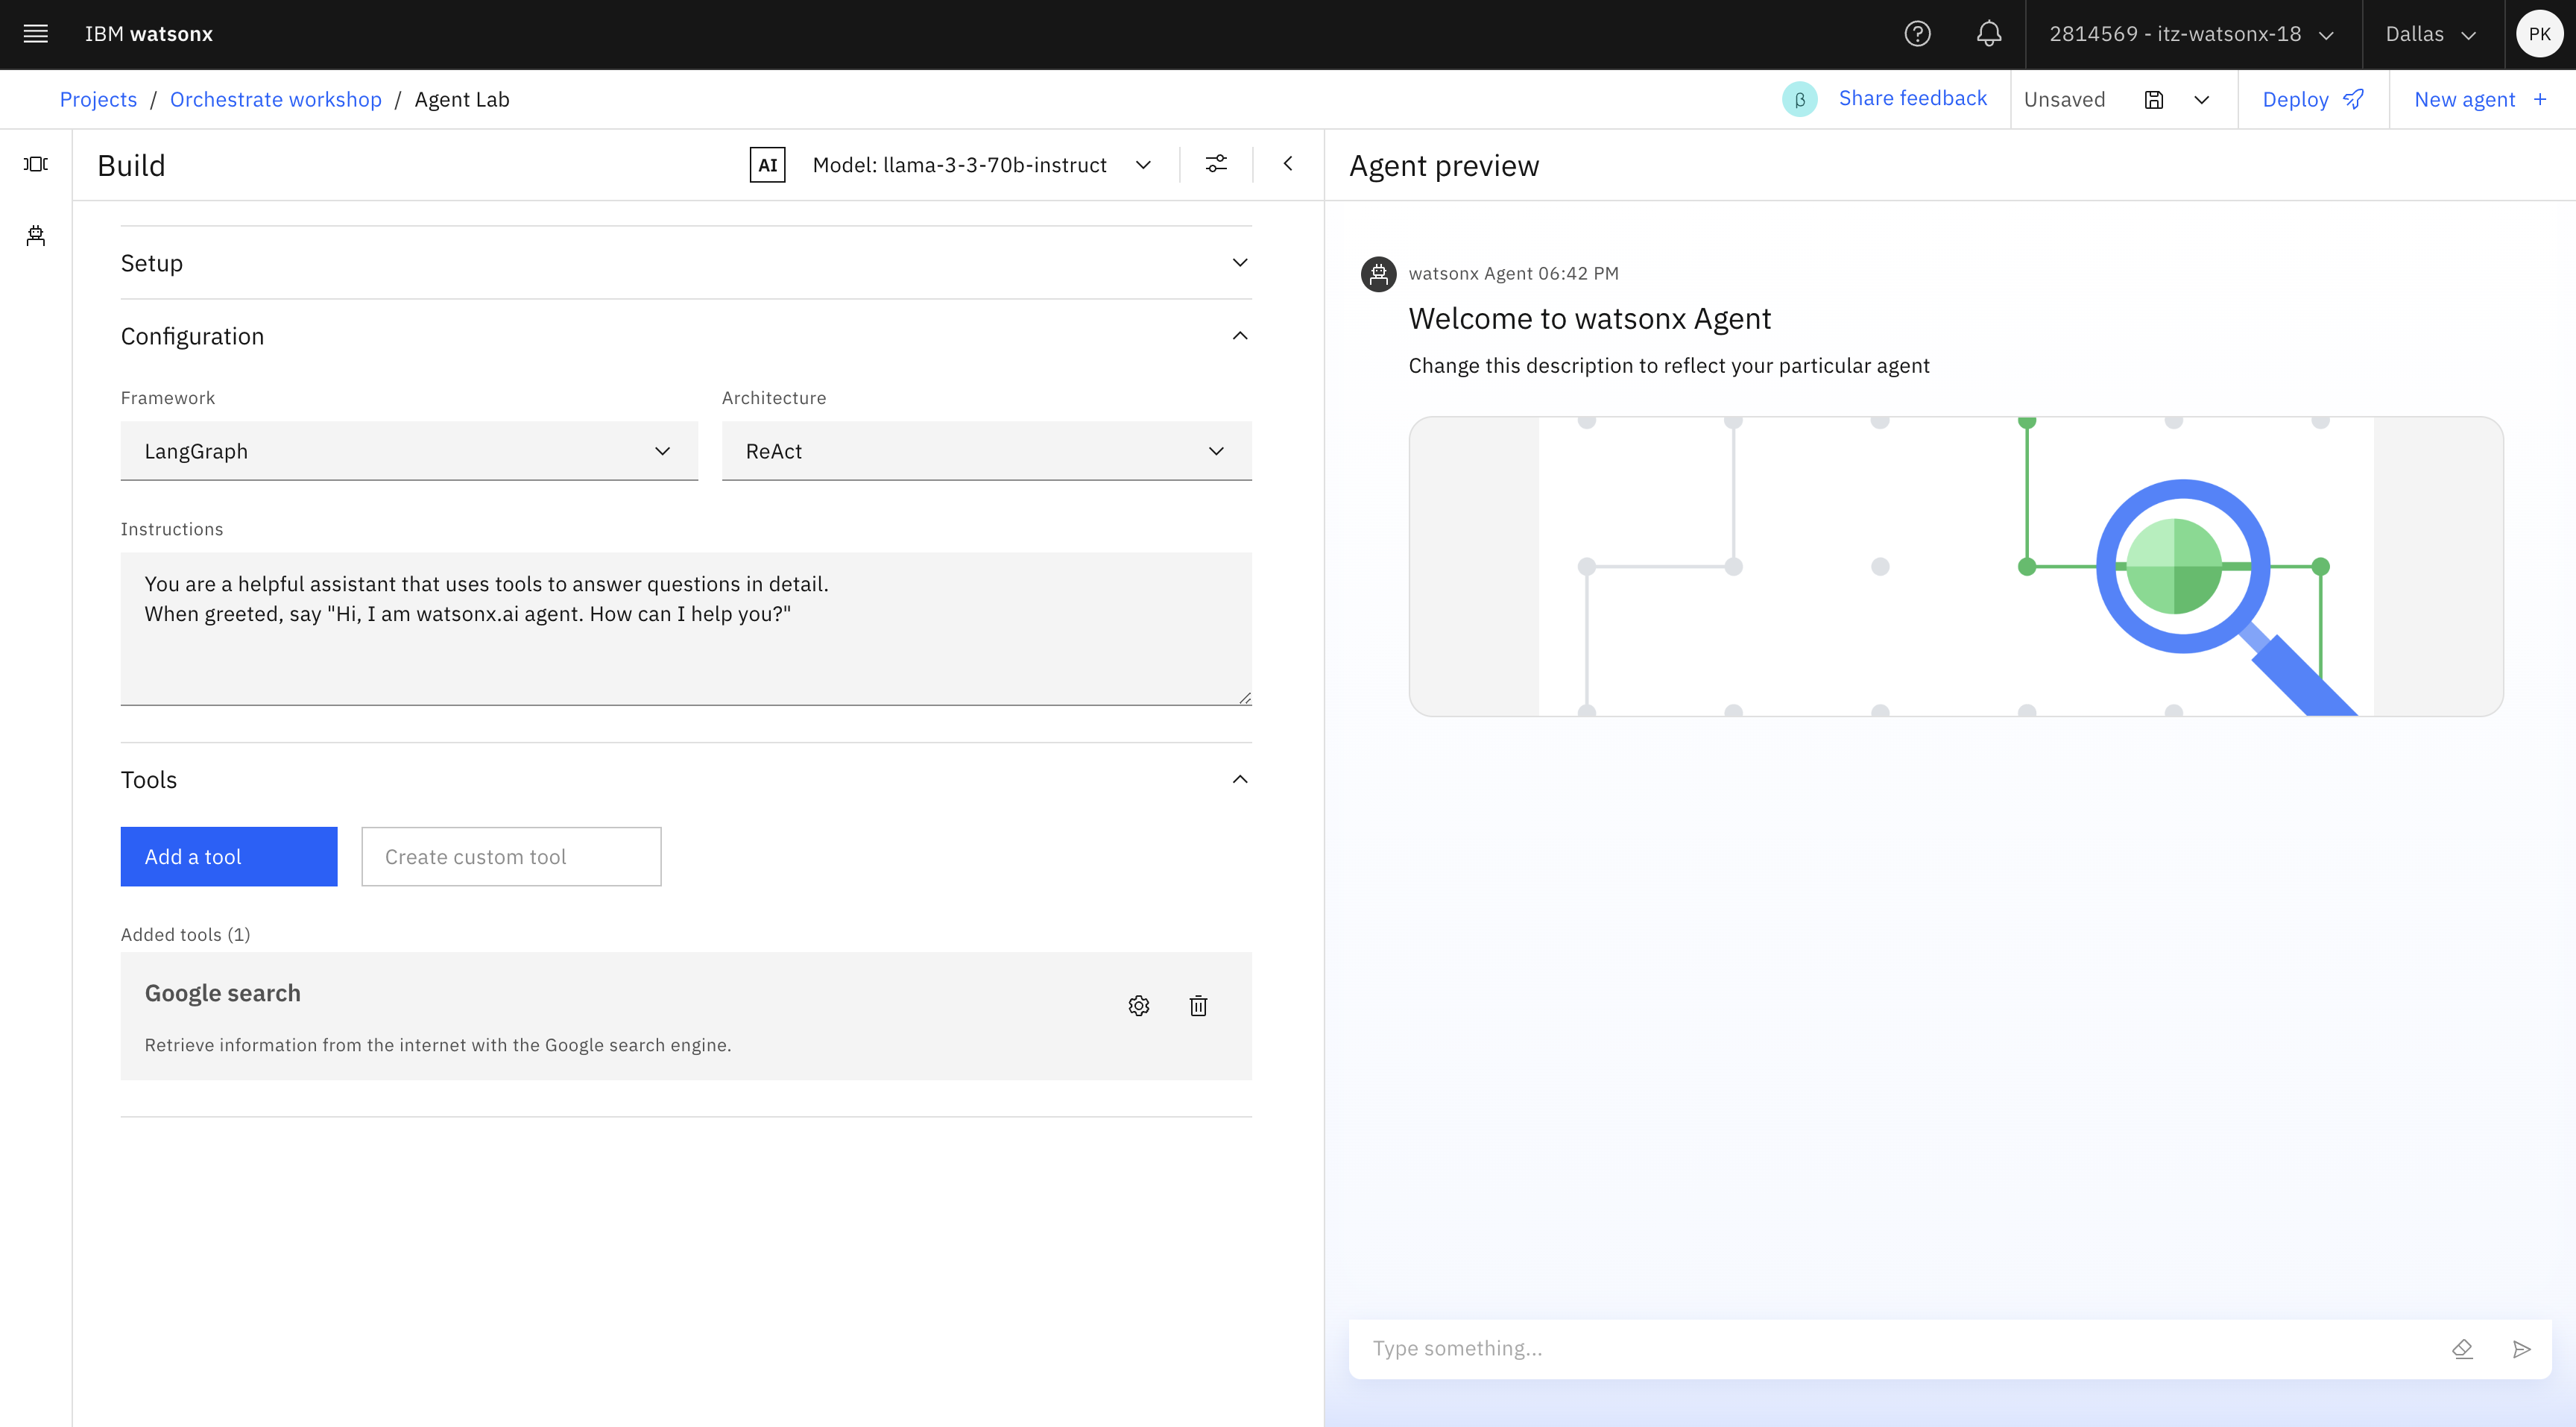 IBM watsonx
2814569 - itz-watsonx-18
Dallas
PK
Projects / Orchestrate workshop / Agent Lab
β
Share feedback
Unsaved
Deploy
New agent +
Build
AI
Model: llama-3-3-70b-instruct
Setup
Configuration
Framework
Architecture
LangGraph
ReAct
Instructions
You are a helpful assistant that uses tools to answer questions in detail.
When greeted, say "Hi, I am watsonx.ai agent. How can I help you?"
Tools
Add a tool
Create custom tool
Added tools (1)
Google search
Retrieve information from the internet with the Google search engine.
Agent preview
watsonx Agent 06:42 PM
Welcome to watsonx Agent
Change this description to reflect your particular agent
Type something...